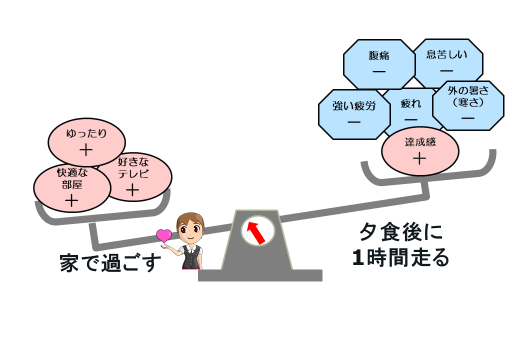 腹痛
－
息苦しい
－
強い疲労
－
疲れ
－
外の暑さ
（寒さ）
－
達成感
＋
ゆったり
＋
好きな
テレビ
＋
快適な
部屋
＋
家で過ごす
夕食後に
1時間走る